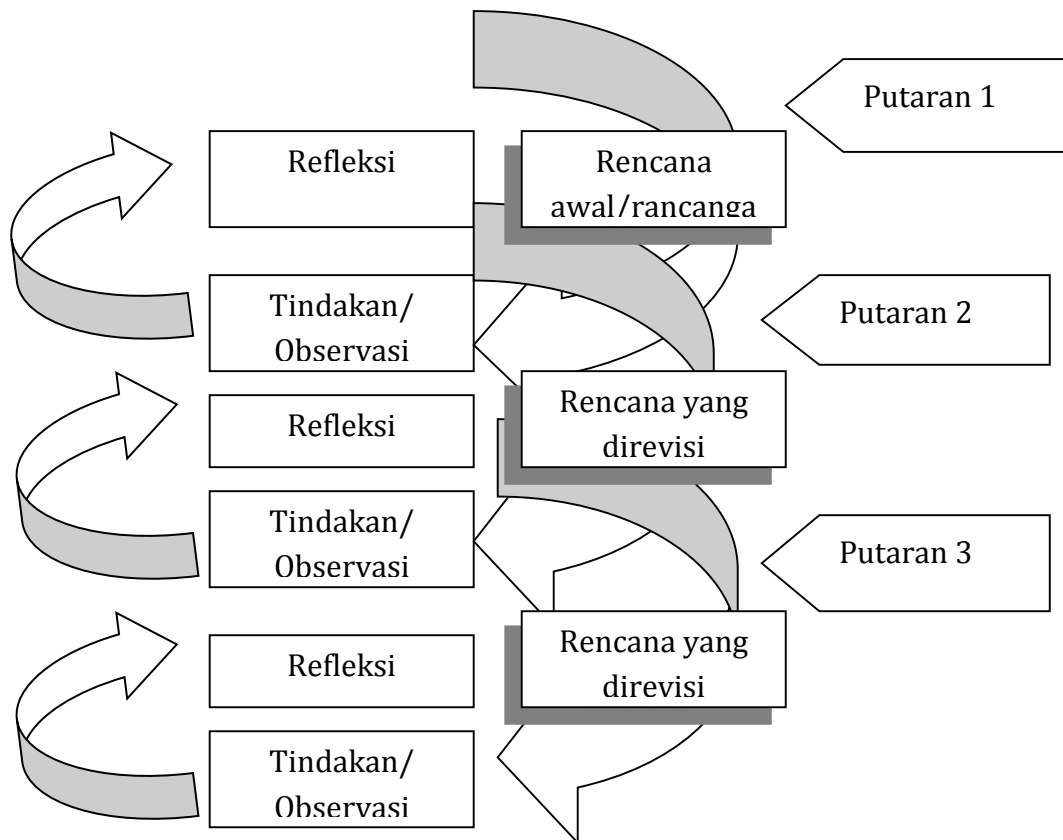 Putaran 1
Refleksi
Rencana
awal/rancanga
Tindakan/
Observasi
Putaran 2
Refleksi
Rencana yang
direvisi
Tindakan/
Observasi
Putaran 3
Refleksi
Rencana yang
direvisi
Tindakan/
Observasi